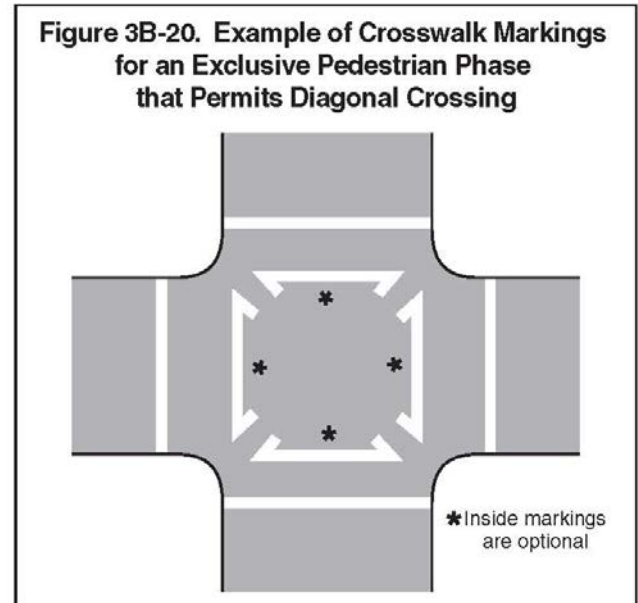 Figure 3B-20. Example of Crosswalk Markings
for an Exclusive Pedestrian Phase
that Permits Diagonal Crossing
*
*
*
*
*Inside markings
are optional